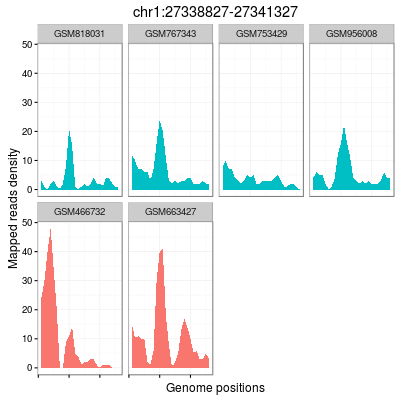 chr1:27338827-27341327
GSM818031 GSM767343 GSM753429 GSM956008
50
40
30
20
10
0
Mapped reads density
GSM466732 GSM663427
50
40
30
20
10
0
Genome positions